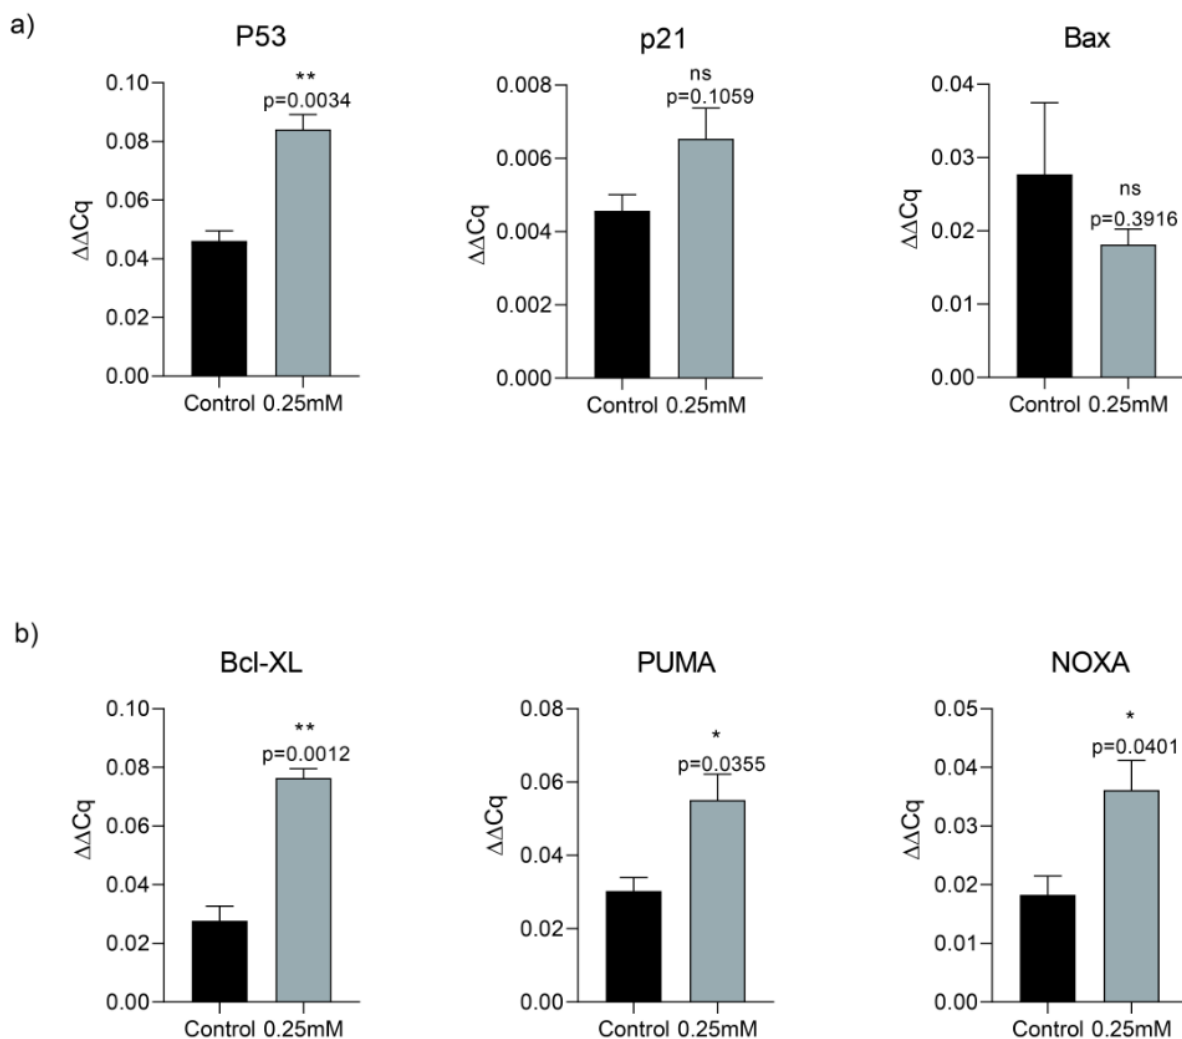 a)
P53
0.10
0.08
0.06
0.04
0.02
0.00
ΔΔCq
**
p=0.0034
Control 0.25mM
p21
0.008
0.006
0.004
0.002
0.000
ΔΔCq
ns
p=0.1059
Control 0.25mM
Bax
0.04
0.03
0.02
0.01
0.00
ΔΔCq
ns
p=0.3916
Control 0.25mM
b)
Bcl-XL
0.10
0.08
0.06
0.04
0.02
0.00
ΔΔCq
**
p=0.0012
Control 0.25mM
PUMA
0.08
0.06
0.04
0.02
0.00
ΔΔCq
*
p=0.0355
Control 0.25mM
NOXA
0.05
0.04
0.03
0.02
0.01
0.00
ΔΔCq
*
p=0.0401
Control 0.25mM